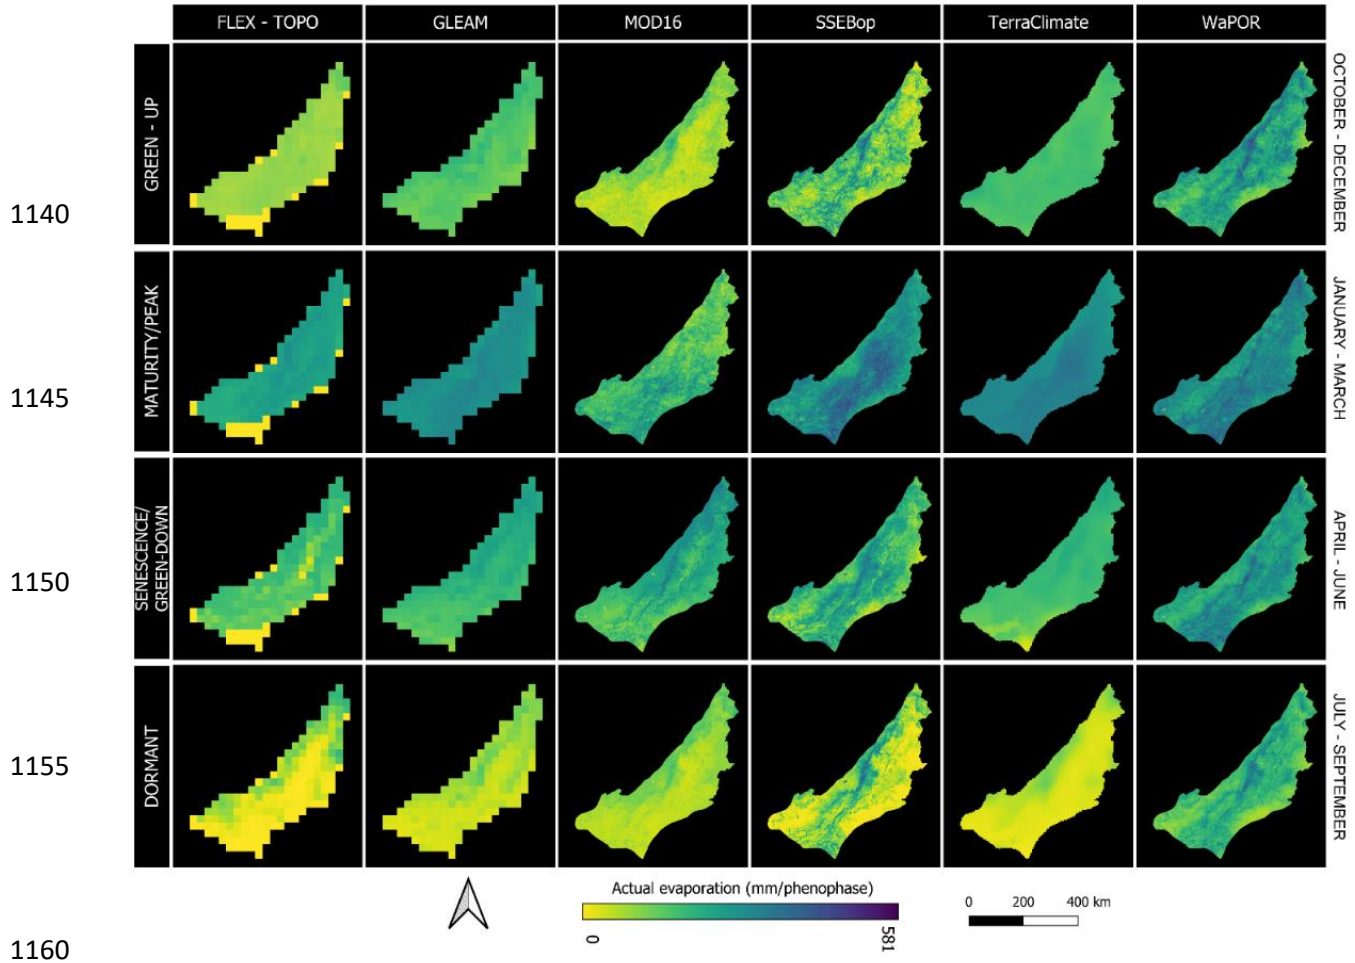 FLEX - TOPO GLEAM MOD16 SSEBop TerraClimate WaPOR
GREEN - UP
OCTOBER - DECEMBER
1140
MATURITY/PEAK
JANUARY - MARCH
1145
SENESCENCE/
GREEN-DOWN
APRIL - JUNE
1150
DORMANT
JULY - SEPTEMBER
1155
Actual evaporation (mm/phenophase)
0 581
0 200 400 km
1160